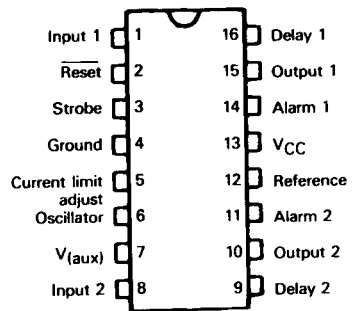 Input 1 1 16 Delay 1
Reset 2 15 Output 1
Strobe 3 14 Alarm 1
Ground 4 13 VCC
Current limit
adjust 5 12 Reference
Oscillator 6 11 Alarm 2
V(aux) 7 10 Output 2
Input 2 8 9 Delay 2